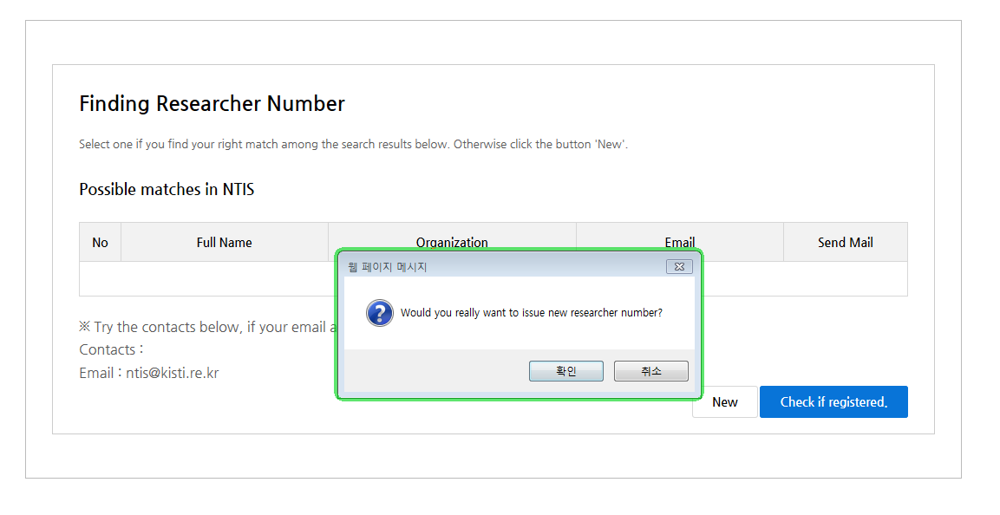 Finding Researcher Number
Select one if you find your right match among the search results below. Otherwise click the button 'New'.
Possible matches in NTIS
No Full Name Organization Email Send Mail
웹 페이지 메시지
Would you really want to issue new researcher number?
확인 취소
※ Try the contacts below, if your email
Contacts :
Email : ntis@kisti.re.kr
New Check if registered.